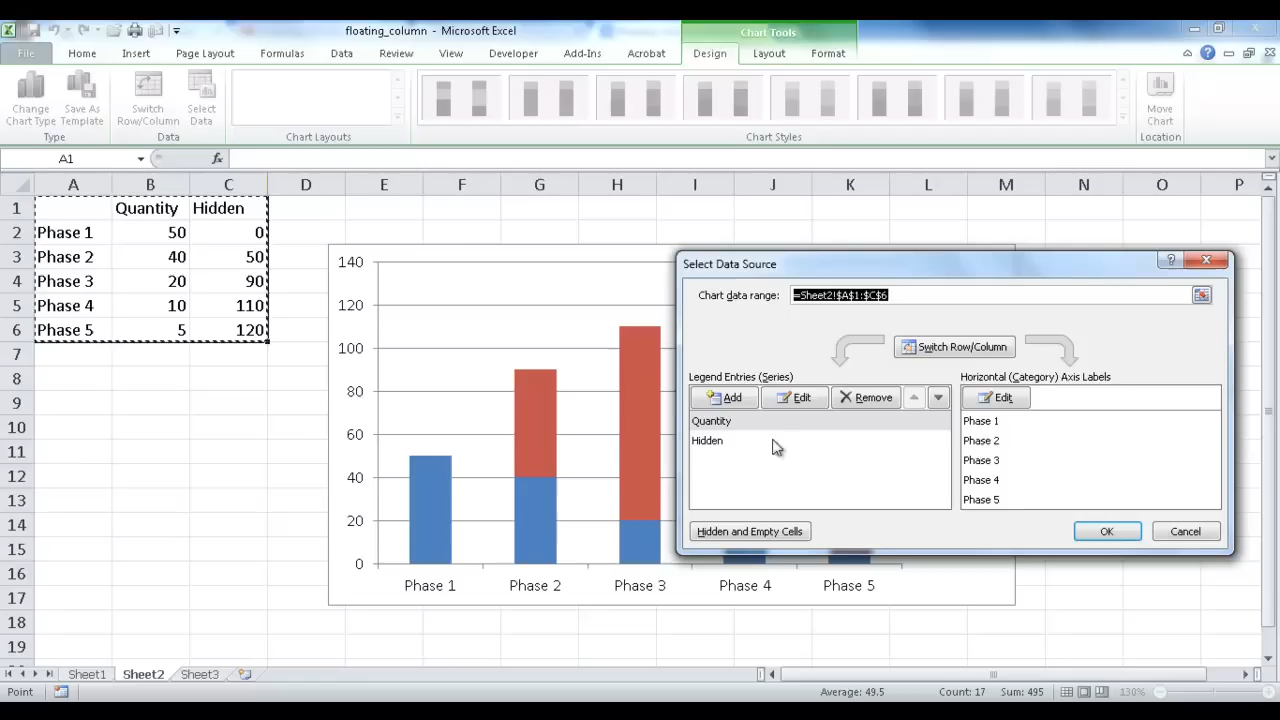 floating_column - Microsoft Excel
Chart Tools
File Home Insert Page Layout Formulas Data Review View Developer Add-Ins Acrobat Design Layout Format
Change Chart Type
Save As Template
Switch Row/Column
Select Data
Move Chart
Type Data Chart Layouts Chart Styles Location
A1 fx
A B C D E F G H I J K L M N O P
1 Quantity Hidden
2 Phase 1 50 0
3 Phase 2 40 50
4 Phase 3 20 90
5 Phase 4 10 110
6 Phase 5 5 120
7
8
9
10
11
12
13
14
15
16
17
18
19
140
120
100
80
60
40
20
0
Phase 1 Phase 2 Phase 3 Phase 4 Phase 5
Select Data Source
Chart data range: =Sheet2!$A$1:$C$6
Switch Row/Column
Legend Entries (Series)
Add Edit Remove
Quantity
Hidden
Horizontal (Category) Axis Labels
Edit
Phase 1
Phase 2
Phase 3
Phase 4
Phase 5
Hidden and Empty Cells OK Cancel
Sheet1 Sheet2 Sheet3
Point Average: 49.5 Count: 17 Sum: 495 130%